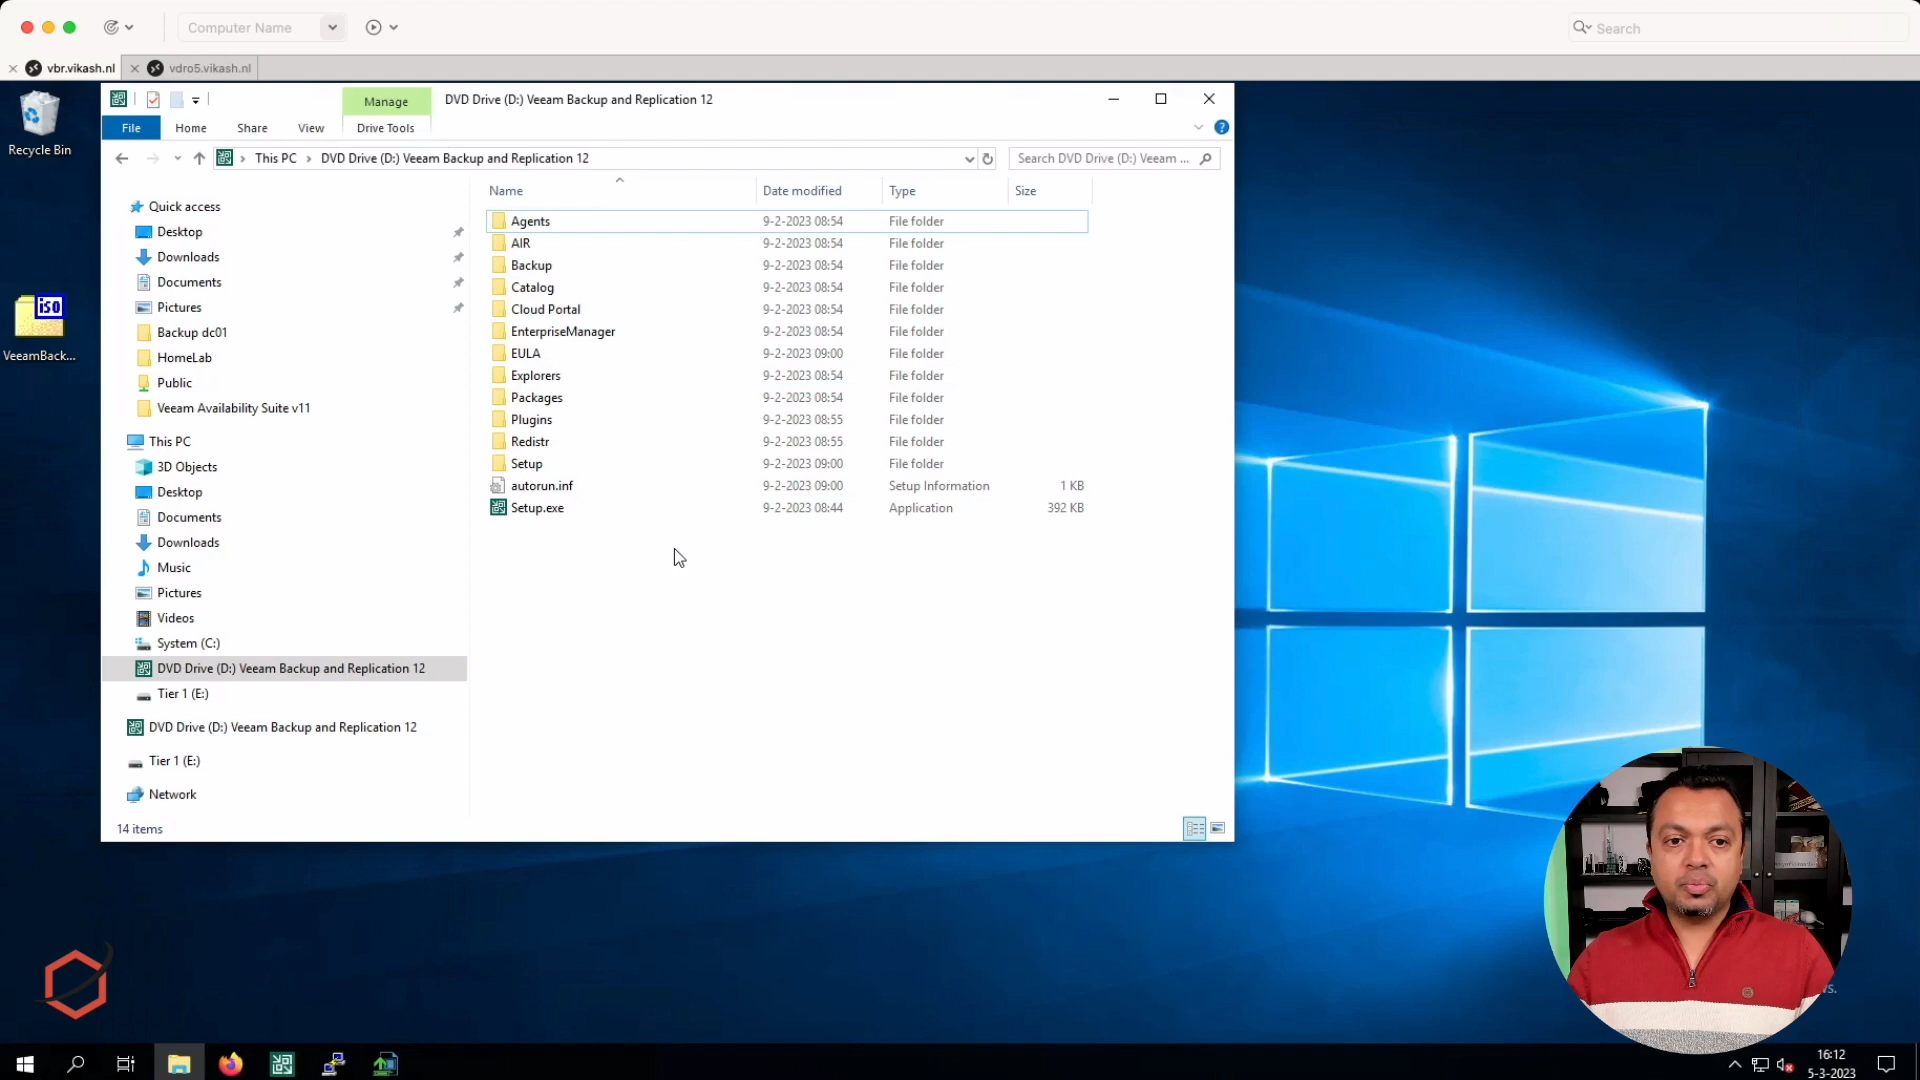 Computer Name
Search
vbr.vikash.nl
vdro5.vikash.nl
Recycle Bin
iso
VeeamBack...
Manage
DVD Drive (D:) Veeam Backup and Replication 12
File
Home
Share
View
Drive Tools
This PC
DVD Drive (D:) Veeam Backup and Replication 12
Search DVD Drive (D:) Veeam ...
Name
Date modified
Type
Size
Quick access
Desktop
Downloads
Documents
Pictures
Backup dc01
HomeLab
Public
Veeam Availability Suite v11
This PC
3D Objects
Desktop
Documents
Downloads
Music
Pictures
Videos
System (C:)
DVD Drive (D:) Veeam Backup and Replication 12
Tier 1 (E:)
DVD Drive (D:) Veeam Backup and Replication 12
Tier 1 (E:)
Network
Agents 9-2-2023 08:54 File folder
AIR 9-2-2023 08:54 File folder
Backup 9-2-2023 08:54 File folder
Catalog 9-2-2023 08:54 File folder
Cloud Portal 9-2-2023 08:54 File folder
EnterpriseManager 9-2-2023 08:54 File folder
EULA 9-2-2023 09:00 File folder
Explorers 9-2-2023 08:54 File folder
Packages 9-2-2023 08:54 File folder
Plugins 9-2-2023 08:55 File folder
Redistr 9-2-2023 08:55 File folder
Setup 9-2-2023 09:00 File folder
autorun.inf 9-2-2023 09:00 Setup Information 1 KB
Setup.exe 9-2-2023 08:44 Application 392 KB
14 items
16:12
5-3-2023